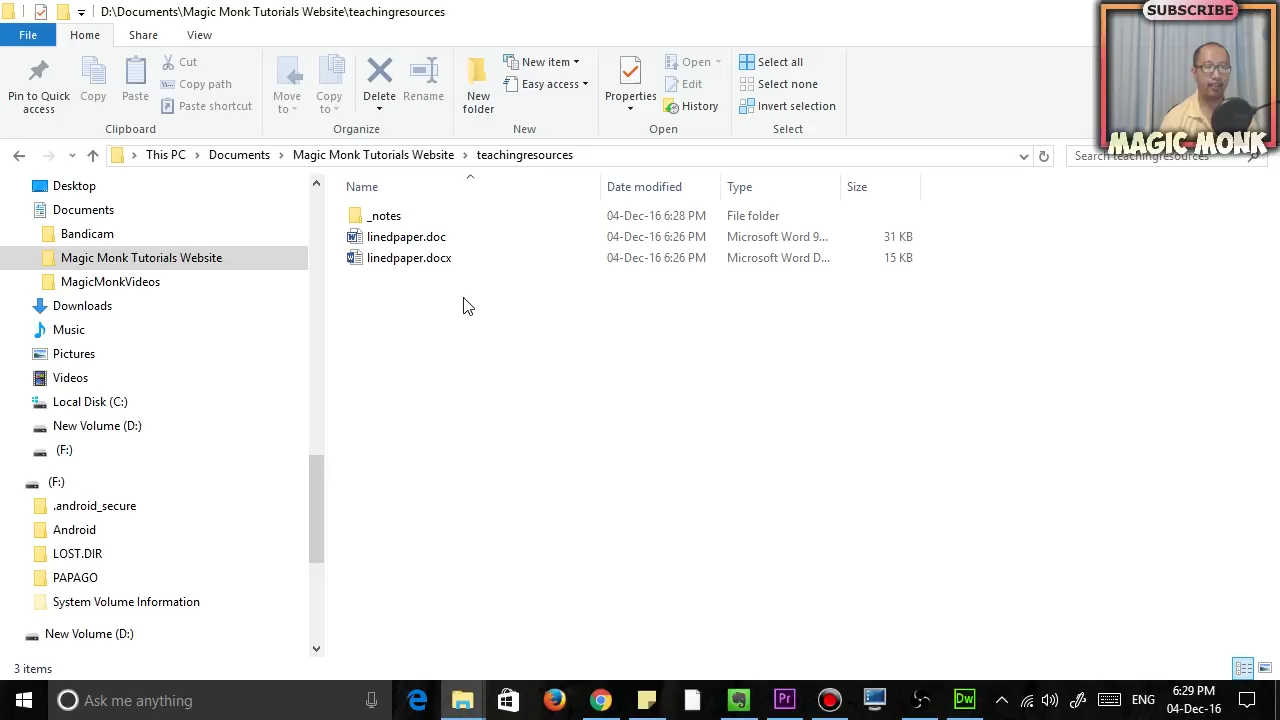 D:\Documents\Magic Monk Tutorials Website\teachingresources
SUBSCRIBE
MAGIC MONK
File Home Share View
Pin to Quick access
Copy
Paste
Cut
Copy path
Paste shortcut
Clipboard
Move to
Copy to
Delete
Rename
Organize
New folder
New item
Easy access
New
Properties
Open
Edit
History
Open
Select all
Select none
Invert selection
Select
This PC Documents Magic Monk Tutorials Website teachingresources
Search teachingresources
Desktop
Documents
Bandicam
Magic Monk Tutorials Website
MagicMonkVideos
Downloads
Music
Pictures
Videos
Local Disk (C:)
New Volume (D:)
(F:)
(F:)
.android_secure
Android
LOST.DIR
PAPAGO
System Volume Information
New Volume (D:)
Name Date modified Type Size
_notes 04-Dec-16 6:28 PM File folder
linedpaper.doc 04-Dec-16 6:26 PM Microsoft Word 9... 31 KB
linedpaper.docx 04-Dec-16 6:26 PM Microsoft Word D... 15 KB
3 items
Ask me anything
Pr
Dw
ENG
6:29 PM
04-Dec-16